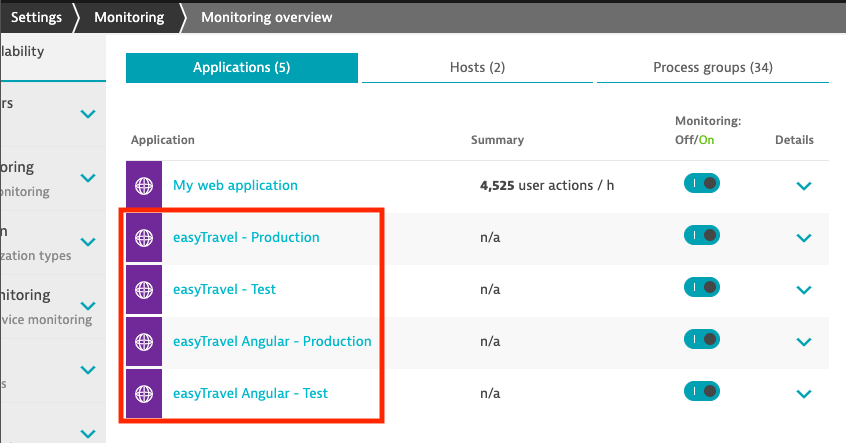 Settings Monitoring Monitoring overview
lability
rs
oring
onitoring
n
ization types
nitoring
vice monitoring
s
Applications (5) Hosts (2) Process groups (34)
Monitoring:
Application Summary Off/On Details
My web application 4,525 user actions / h
easyTravel - Production n/a
easyTravel - Test n/a
easyTravel Angular - Production n/a
easyTravel Angular - Test n/a